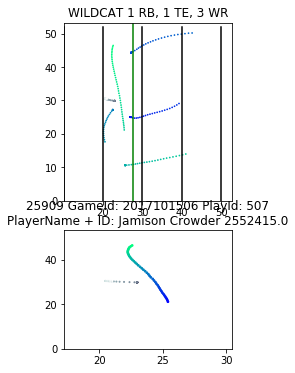 WILDCAT 1 RB, 1 TE, 3 WR
50
40
30
20
10
0
20 30 40 50
25909 GameId: 2017101506 PlayId: 507
PlayerName + ID: Jamison Crowder 2552415.0
40
20
0
20 25 30